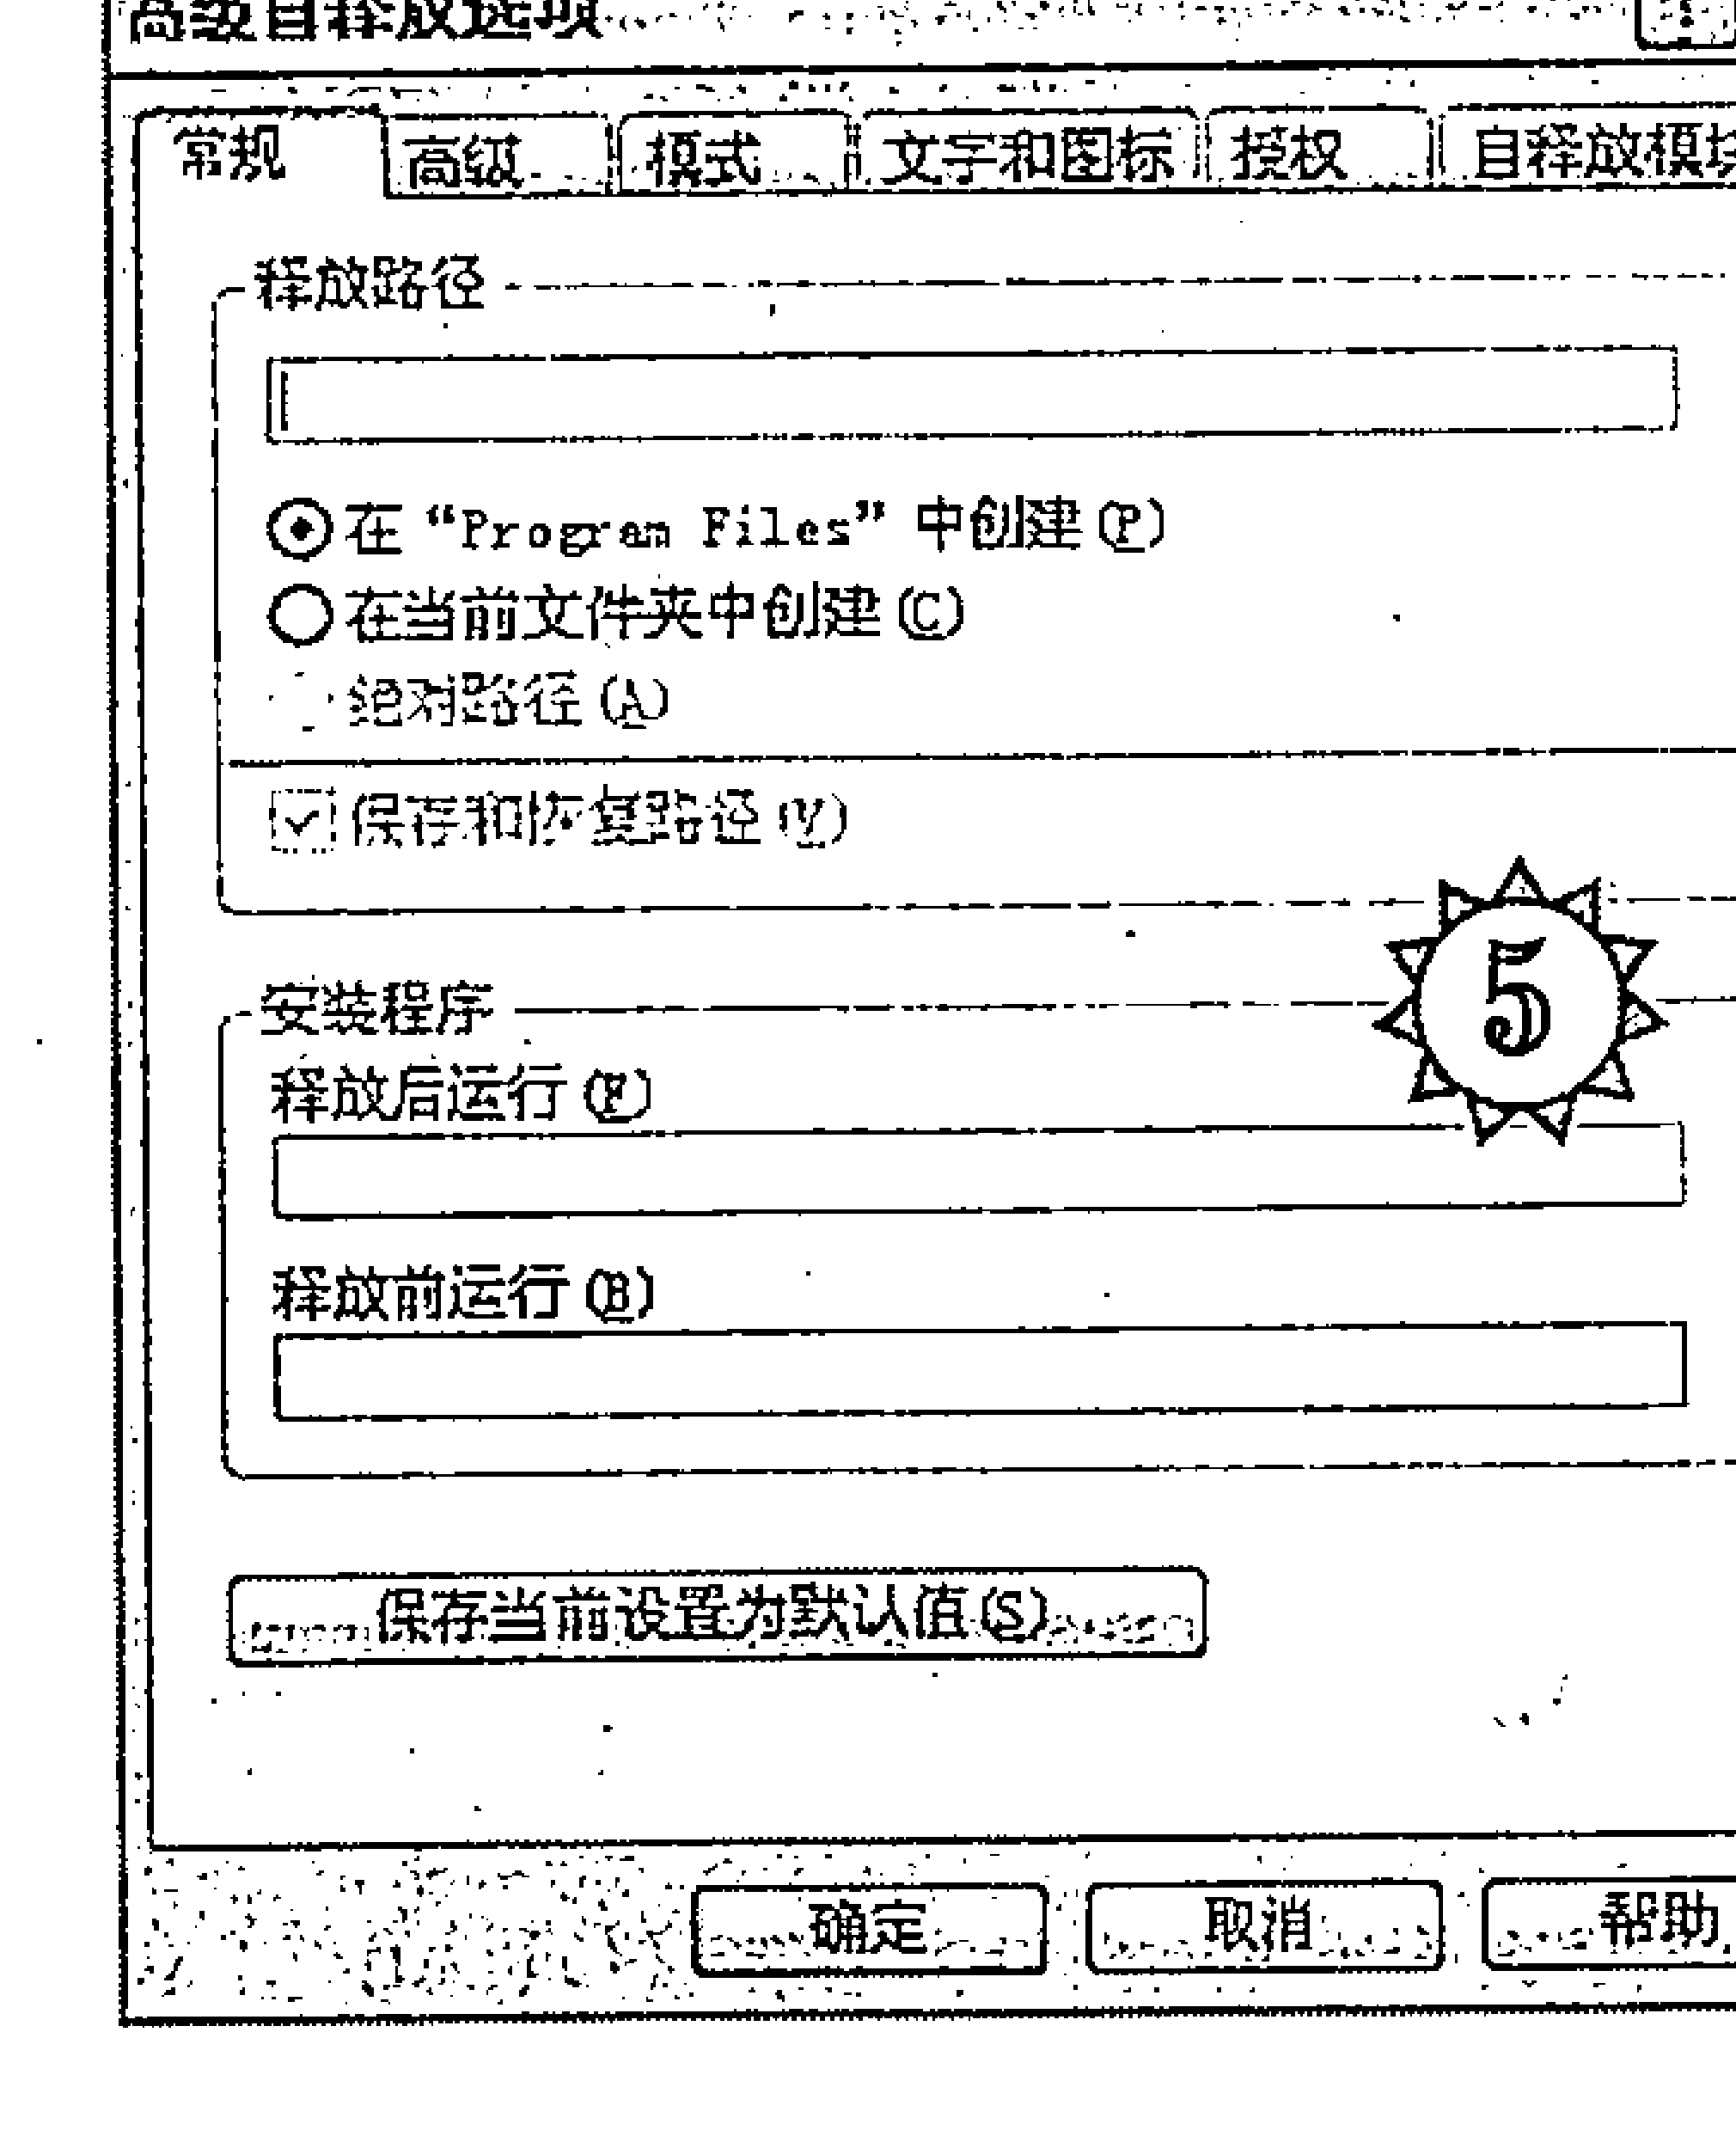 高级自释放选项
常规 高级 模式 文字和图标 授权 自释放模块
释放路径
在“Program Files”中创建(P)
在当前文件夹中创建(C)
绝对路径(A)
保存和恢复路径(V)
5
安装程序
释放后运行(F)
释放前运行(B)
保存当前设置为默认值(S)
确定 取消 帮助